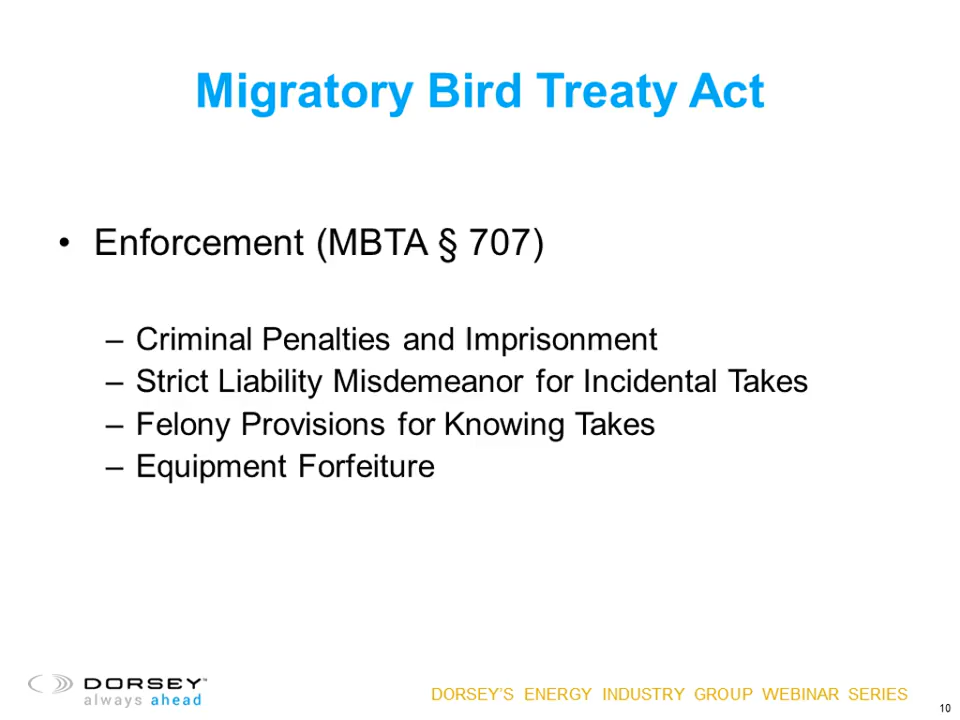 Migratory Bird Treaty Act
• Enforcement (MBTA § 707)
– Criminal Penalties and Imprisonment
– Strict Liability Misdemeanor for Incidental Takes
– Felony Provisions for Knowing Takes
– Equipment Forfeiture
DORSEY™
always ahead
DORSEY'S ENERGY INDUSTRY GROUP WEBINAR SERIES
10